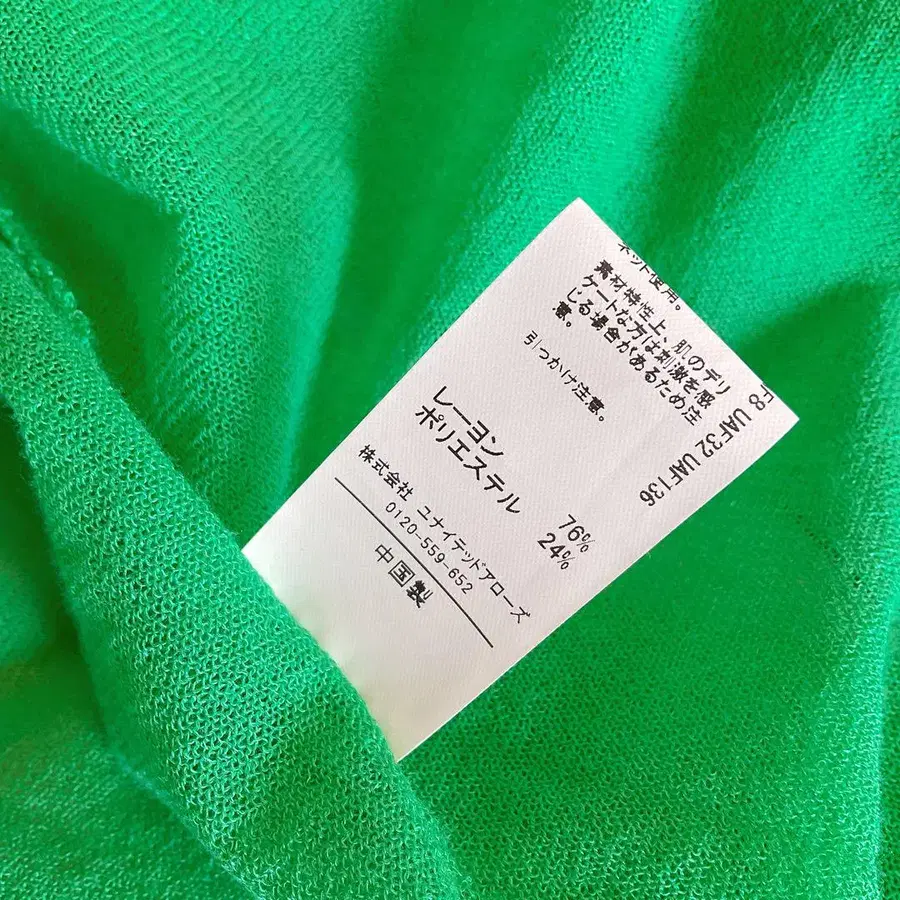 ネット使用。
素材特性上、肌のデリ
ケートな方は刺激を感
じる場合があるため注
意。
引っかけ注意。
F8 UAF32 UAF136
レーヨン 76%
ポリエステル 24%
株式会社 ユナイテッドアローズ
0120-559-652
中国製